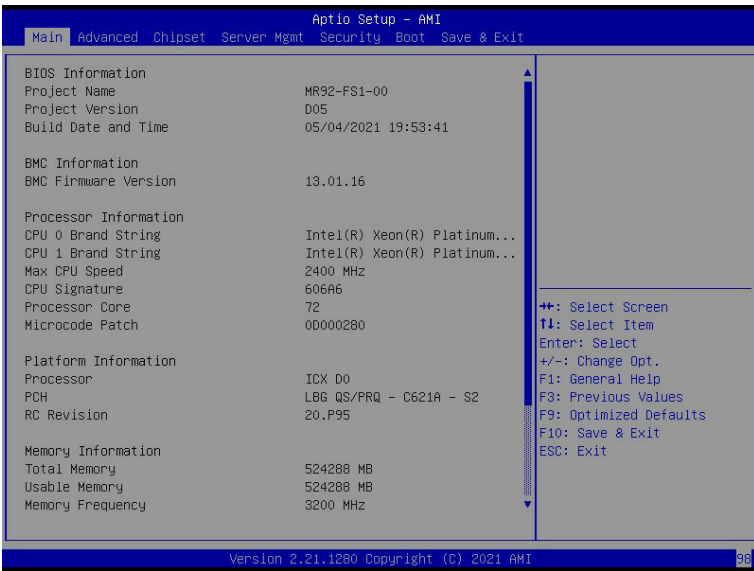 Aptio Setup – AMI
Main Advanced Chipset Server Mgmt Security Boot Save & Exit
BIOS Information
Project Name MR92-FS1-00
Project Version D05
Build Date and Time 05/04/2021 19:53:41
BMC Information
BMC Firmware Version 13.01.16
Processor Information
CPU 0 Brand String Intel(R) Xeon(R) Platinum...
CPU 1 Brand String Intel(R) Xeon(R) Platinum...
Max CPU Speed 2400 MHz
CPU Signature 606A6
Processor Core 72
Microcode Patch 0D000280
Platform Information
Processor ICX D0
PCH LBG QS/PRQ - C621A - S2
RC Revision 20.P95
Memory Information
Total Memory 524288 MB
Usable Memory 524288 MB
Memory Frequency 3200 MHz
→←: Select Screen
↑↓: Select Item
Enter: Select
+/-: Change Opt.
F1: General Help
F3: Previous Values
F9: Optimized Defaults
F10: Save & Exit
ESC: Exit
Version 2.21.1280 Copyright (C) 2021 AMI
98